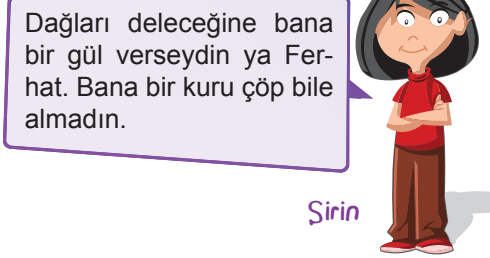 Dağları deleceğine bana
bir gül verseydin ya Fer-
hat. Bana bir kuru çöp bile
almadın.
Şirin